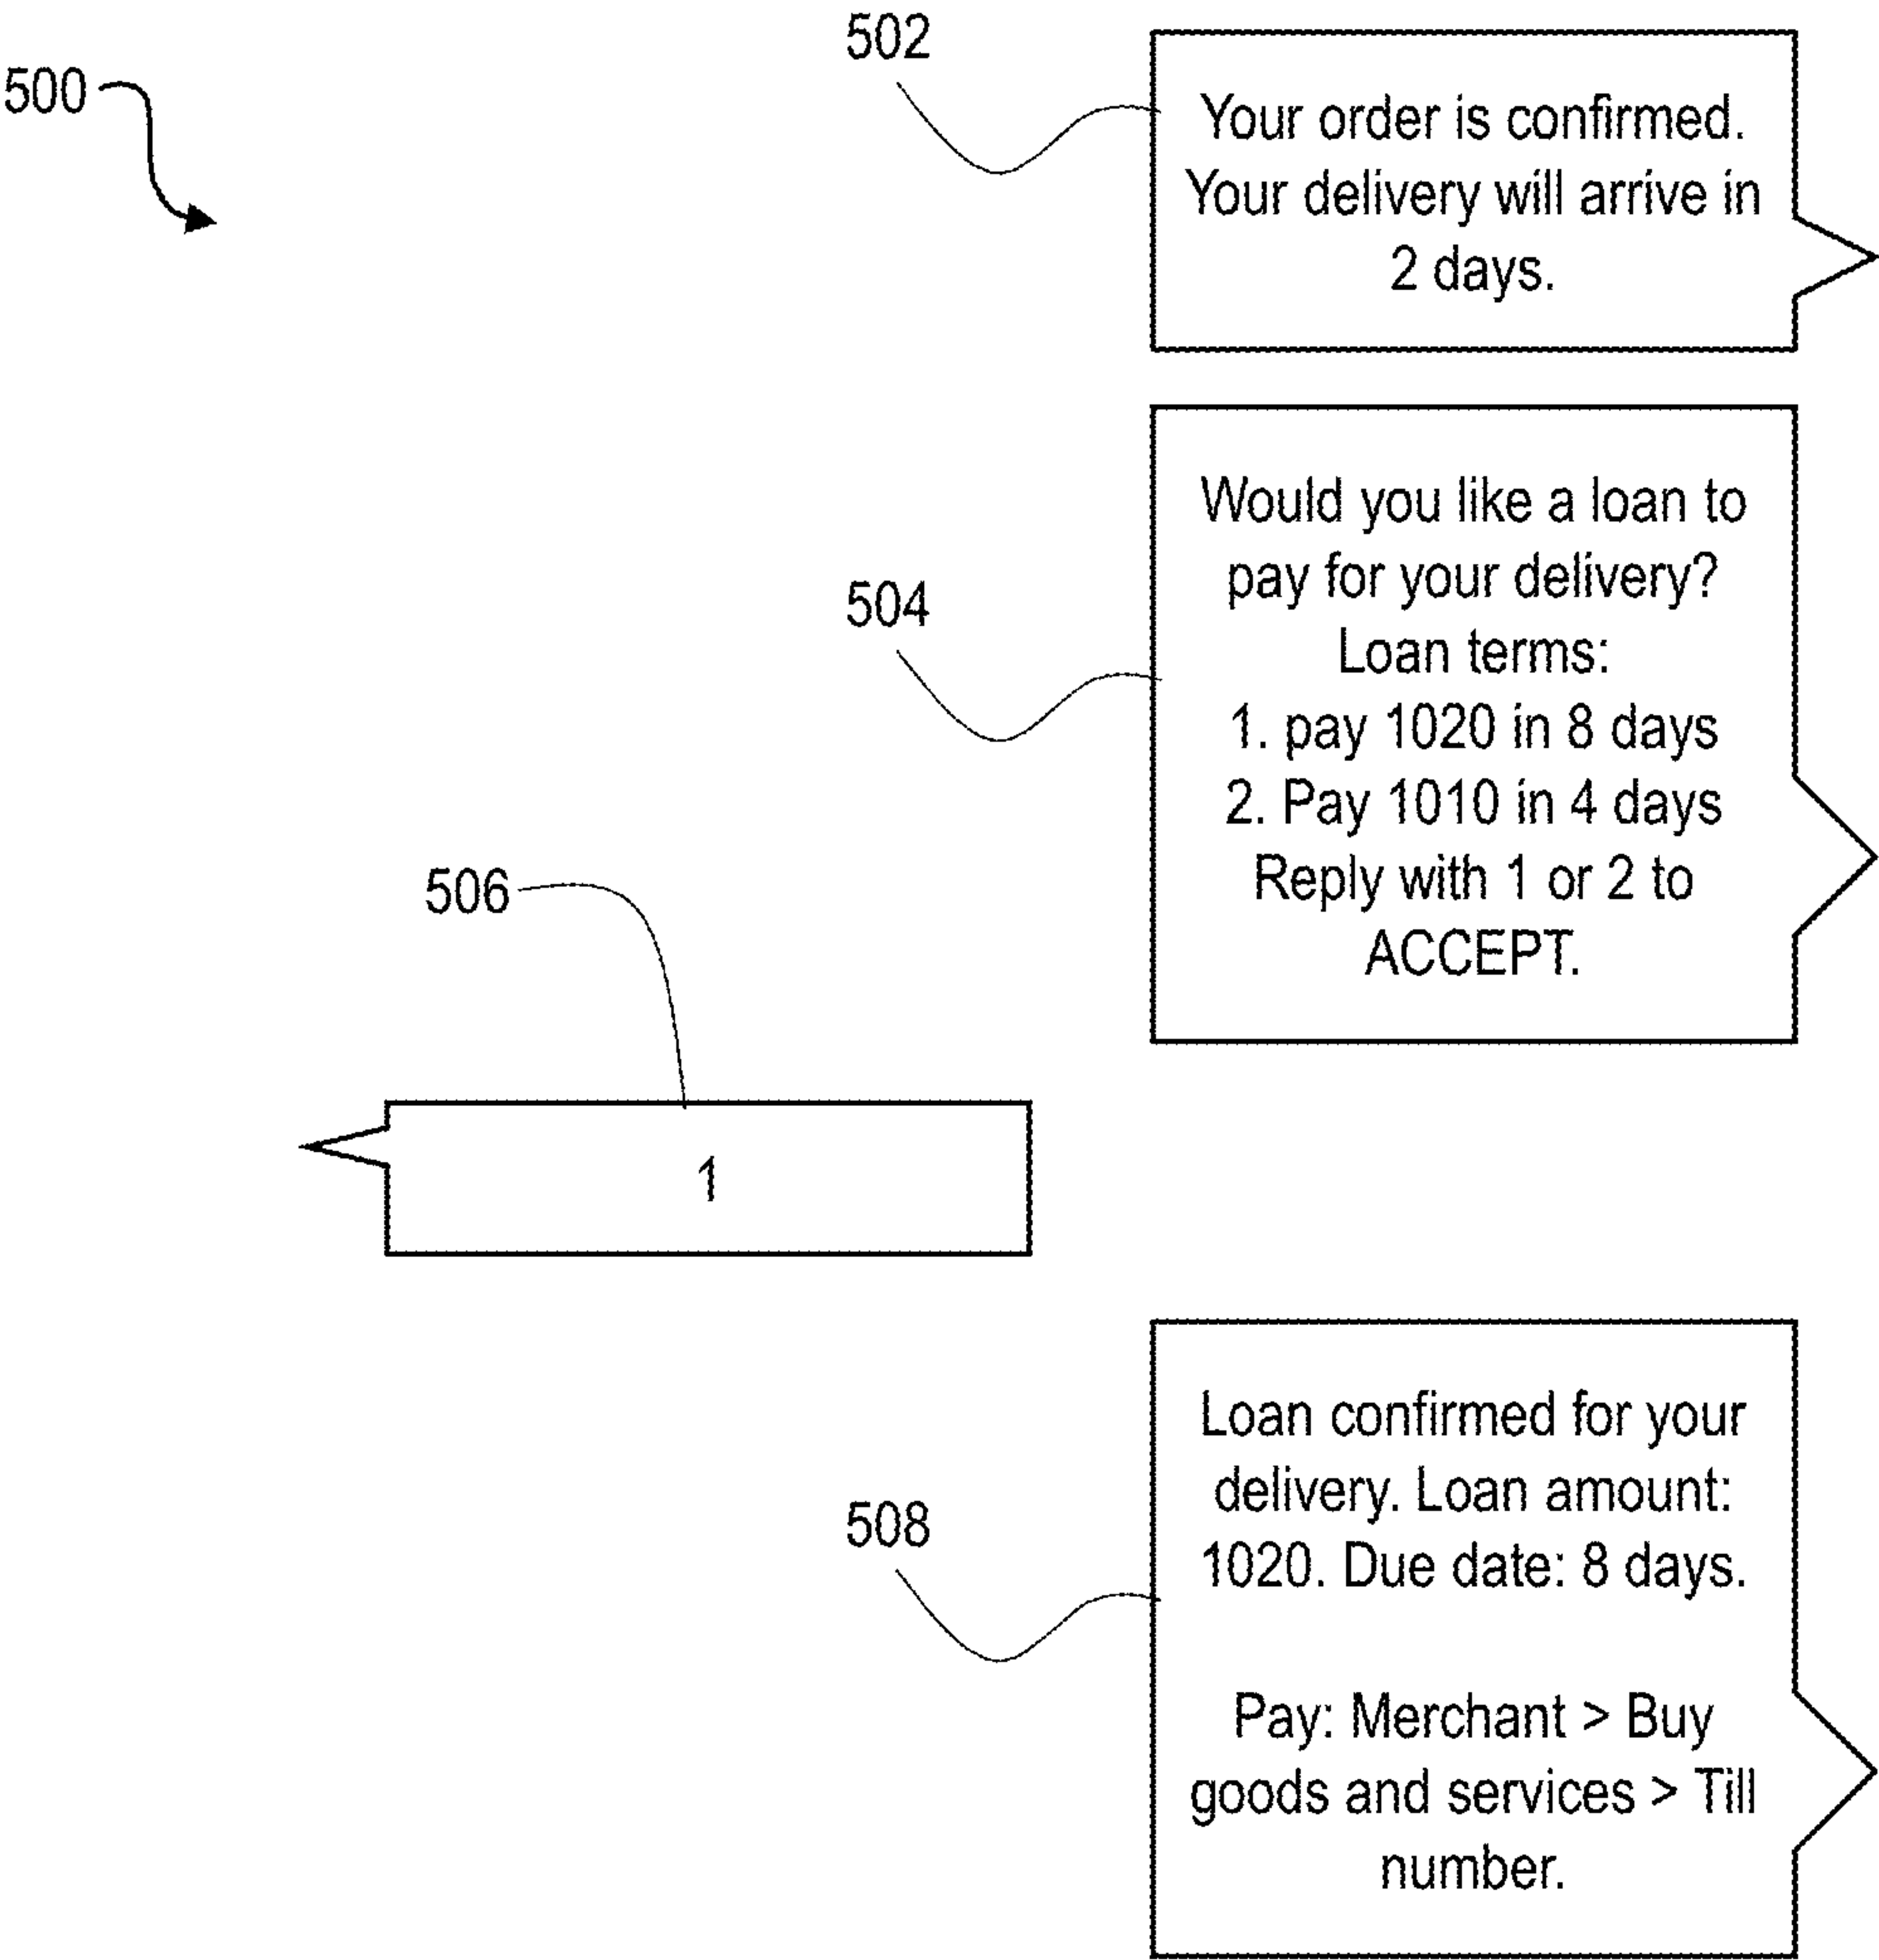 500
502
Your order is confirmed.
Your delivery will arrive in
2 days.
504
Would you like a loan to
pay for your delivery?
Loan terms:
1. pay 1020 in 8 days
2. Pay 1010 in 4 days
Reply with 1 or 2 to
ACCEPT.
506
1
508
Loan confirmed for your
delivery. Loan amount:
1020. Due date: 8 days.
Pay: Merchant > Buy
goods and services > Till
number.